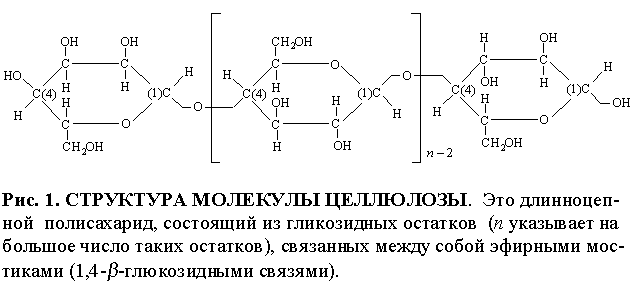 OH OH CH₂OH H OH
C C C O C C H
HO H H H H H O OH H
C (4) (1) C O C (4) (1) C C (4) (1) C OH
H H OH H H H H
C O C C C O
CH₂OH H OH n−2 CH₂OH
Рис. 1. СТРУКТУРА МОЛЕКУЛЫ ЦЕЛЛЮЛОЗЫ. Это длинноцеп-
ной полисахарид, состоящий из гликозидных остатков (n указывает на
большое число таких остатков), связанных между собой эфирными мос-
тиками (1,4-β-глюкозидными связями).